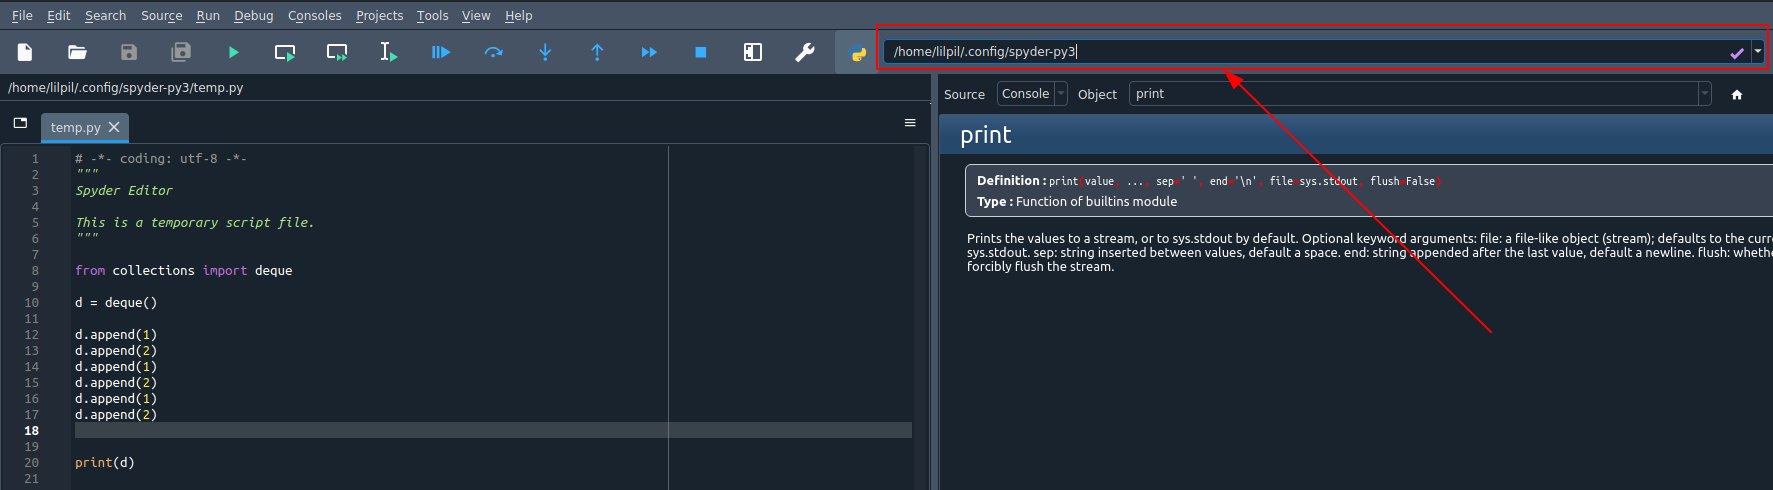 File Edit Search Source Run Debug Consoles Projects Tools View Help
/home/lilpil/.config/spyder-py3
/home/lilpil/.config/spyder-py3/temp.py
temp.py
1 # -*- coding: utf-8 -*-
2 """
3 Spyder Editor
4
5 This is a temporary script file.
6 """
7
8 from collections import deque
9
10 d = deque()
11
12 d.append(1)
13 d.append(2)
14 d.append(1)
15 d.append(2)
16 d.append(1)
17 d.append(2)
18
19
20 print(d)
21
Source Console Object print
print
Definition : print(value, ..., sep=' ', end='\n', file=sys.stdout, flush=False)
Type : Function of builtins module
Prints the values to a stream, or to sys.stdout by default. Optional keyword arguments: file: a file-like object (stream); defaults to the curr
sys.stdout. sep: string inserted between values, default a space. end: string appended after the last value, default a newline. flush: wheth
forcibly flush the stream.